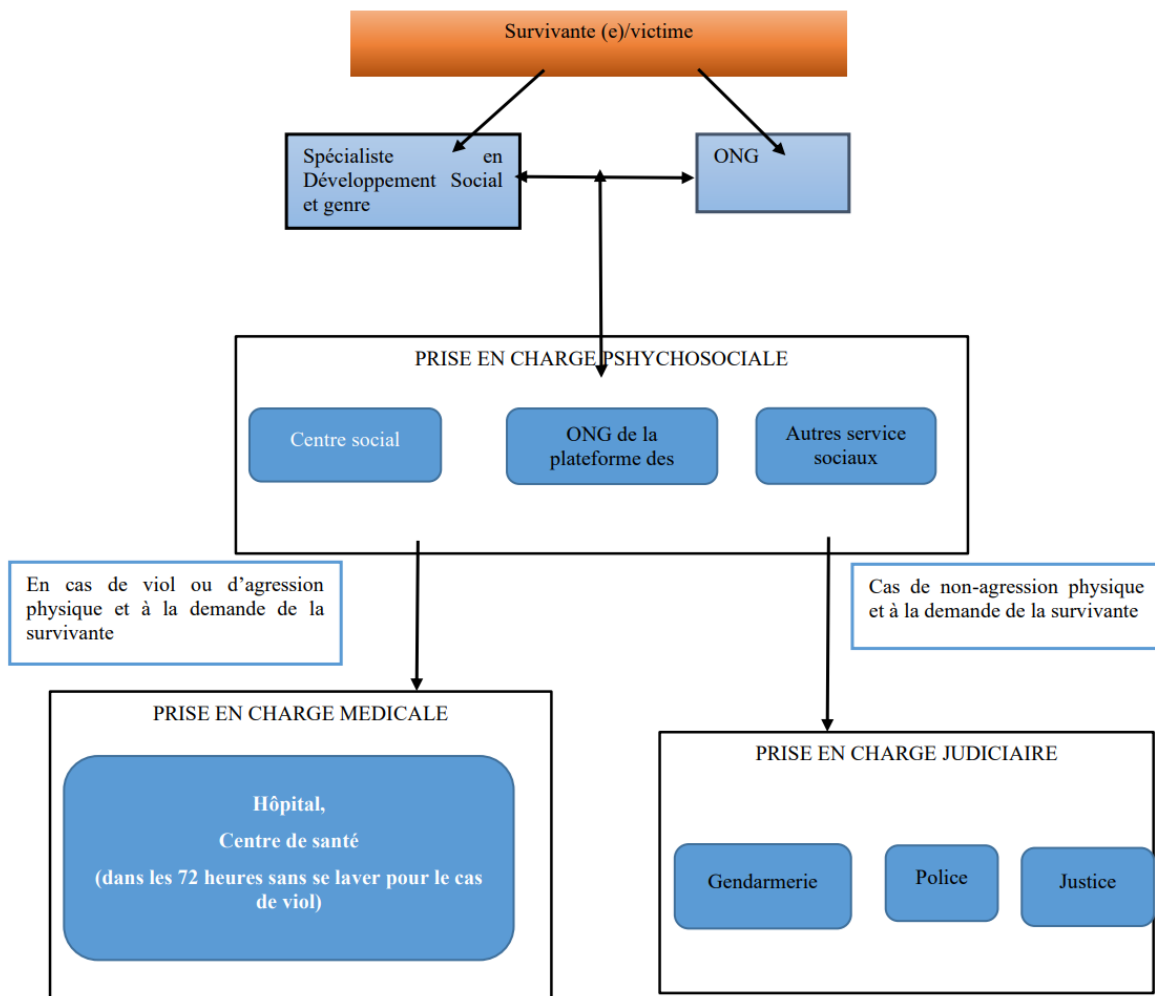 Survivante (e)/victime
Spécialiste en
Développement Social
et genre
ONG
PRISE EN CHARGE PSHYCHOSOCIALE
Centre social
ONG de la
plateforme des
Autres service
sociaux
En cas de viol ou d’agression
physique et à la demande de la
survivante
Cas de non-agression physique
et à la demande de la survivante
PRISE EN CHARGE MEDICALE
Hôpital,
Centre de santé
(dans les 72 heures sans se laver pour le cas
de viol)
PRISE EN CHARGE JUDICIAIRE
Gendarmerie
Police
Justice